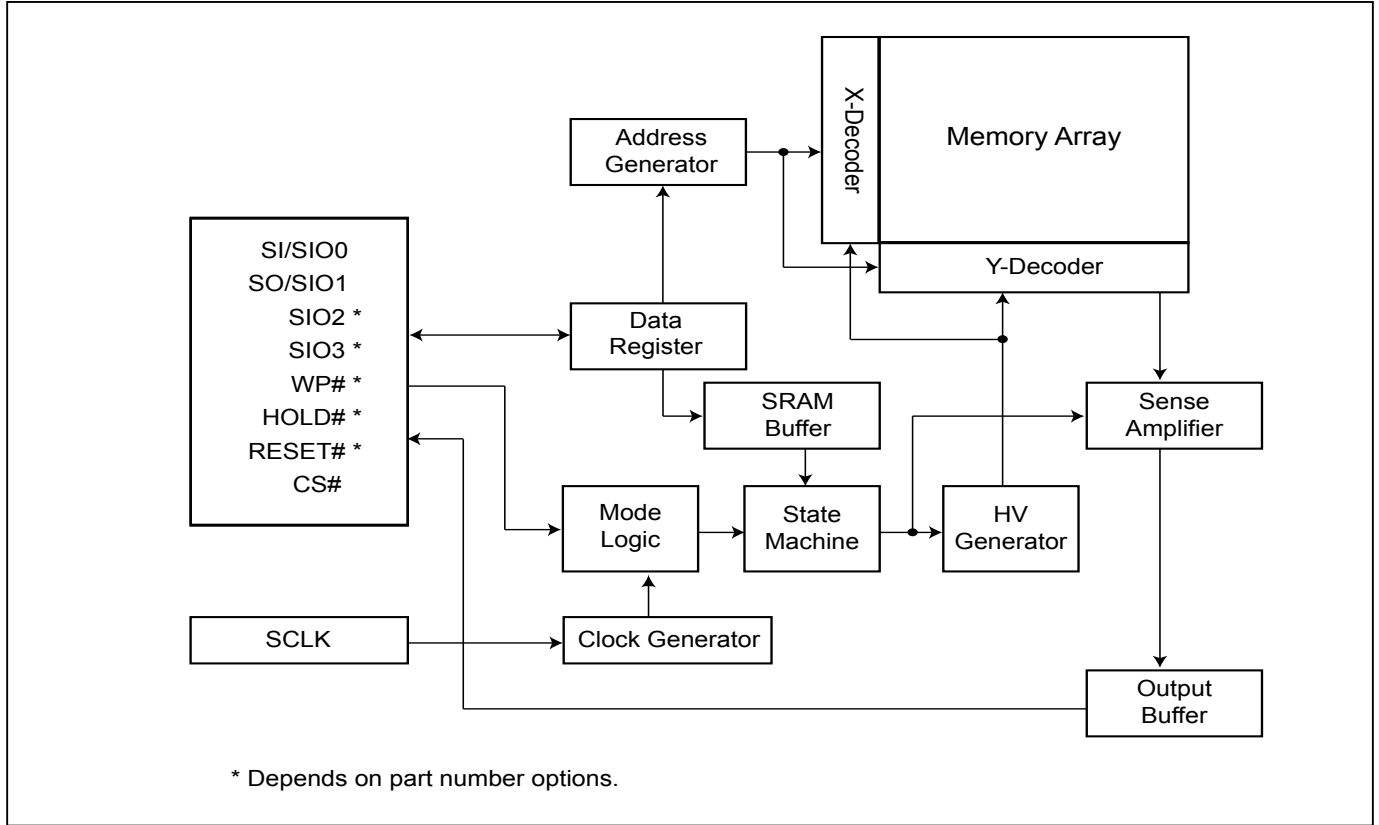 X-Decoder
Memory Array
Address
Generator
Y-Decoder
SI/SIO0
SO/SIO1
SIO2 *
SIO3 *
WP# *
HOLD# *
RESET# *
CS#
Data
Register
SRAM
Buffer
Sense
Amplifier
Mode
Logic
State
Machine
HV
Generator
SCLK
Clock Generator
Output
Buffer
* Depends on part number options.